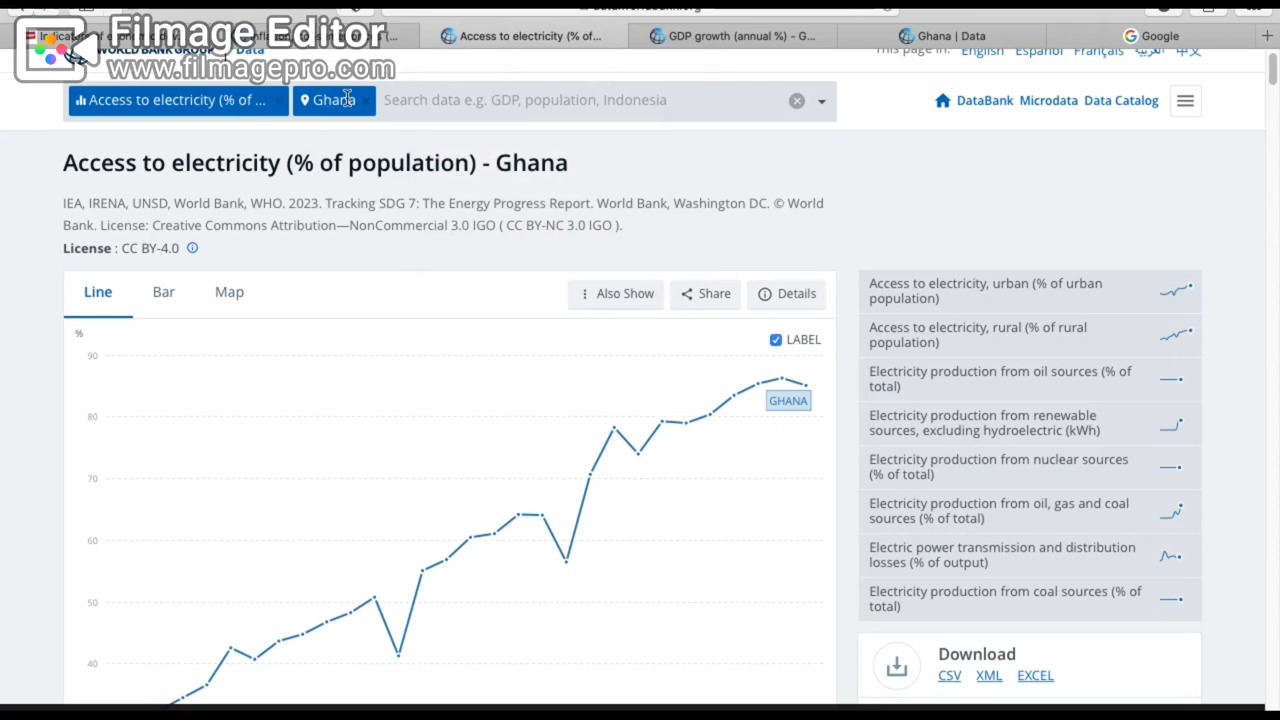 Filmage Editor
www.filmagepro.com
Access to electricity (% of...
GDP growth (annual %) - G...
Ghana | Data
Google
WORLD BANK GROUP
Data
This page in:
English
Español
Français
العربية
中文
Access to electricity (% of ...
Ghana
Search data e.g. GDP, population, Indonesia
DataBank
Microdata
Data Catalog
Access to electricity (% of population) - Ghana
IEA, IRENA, UNSD, World Bank, WHO. 2023. Tracking SDG 7: The Energy Progress Report. World Bank, Washington DC. © World
Bank. License: Creative Commons Attribution—NonCommercial 3.0 IGO ( CC BY-NC 3.0 IGO ).
License : CC BY-4.0
Line
Bar
Map
Also Show
Share
Details
%
LABEL
90
80
70
60
50
40
GHANA
Access to electricity, urban (% of urban
population)
Access to electricity, rural (% of rural
population)
Electricity production from oil sources (% of
total)
Electricity production from renewable
sources, excluding hydroelectric (kWh)
Electricity production from nuclear sources
(% of total)
Electricity production from oil, gas and coal
sources (% of total)
Electric power transmission and distribution
losses (% of output)
Electricity production from coal sources (% of
total)
Download
CSV
XML
EXCEL